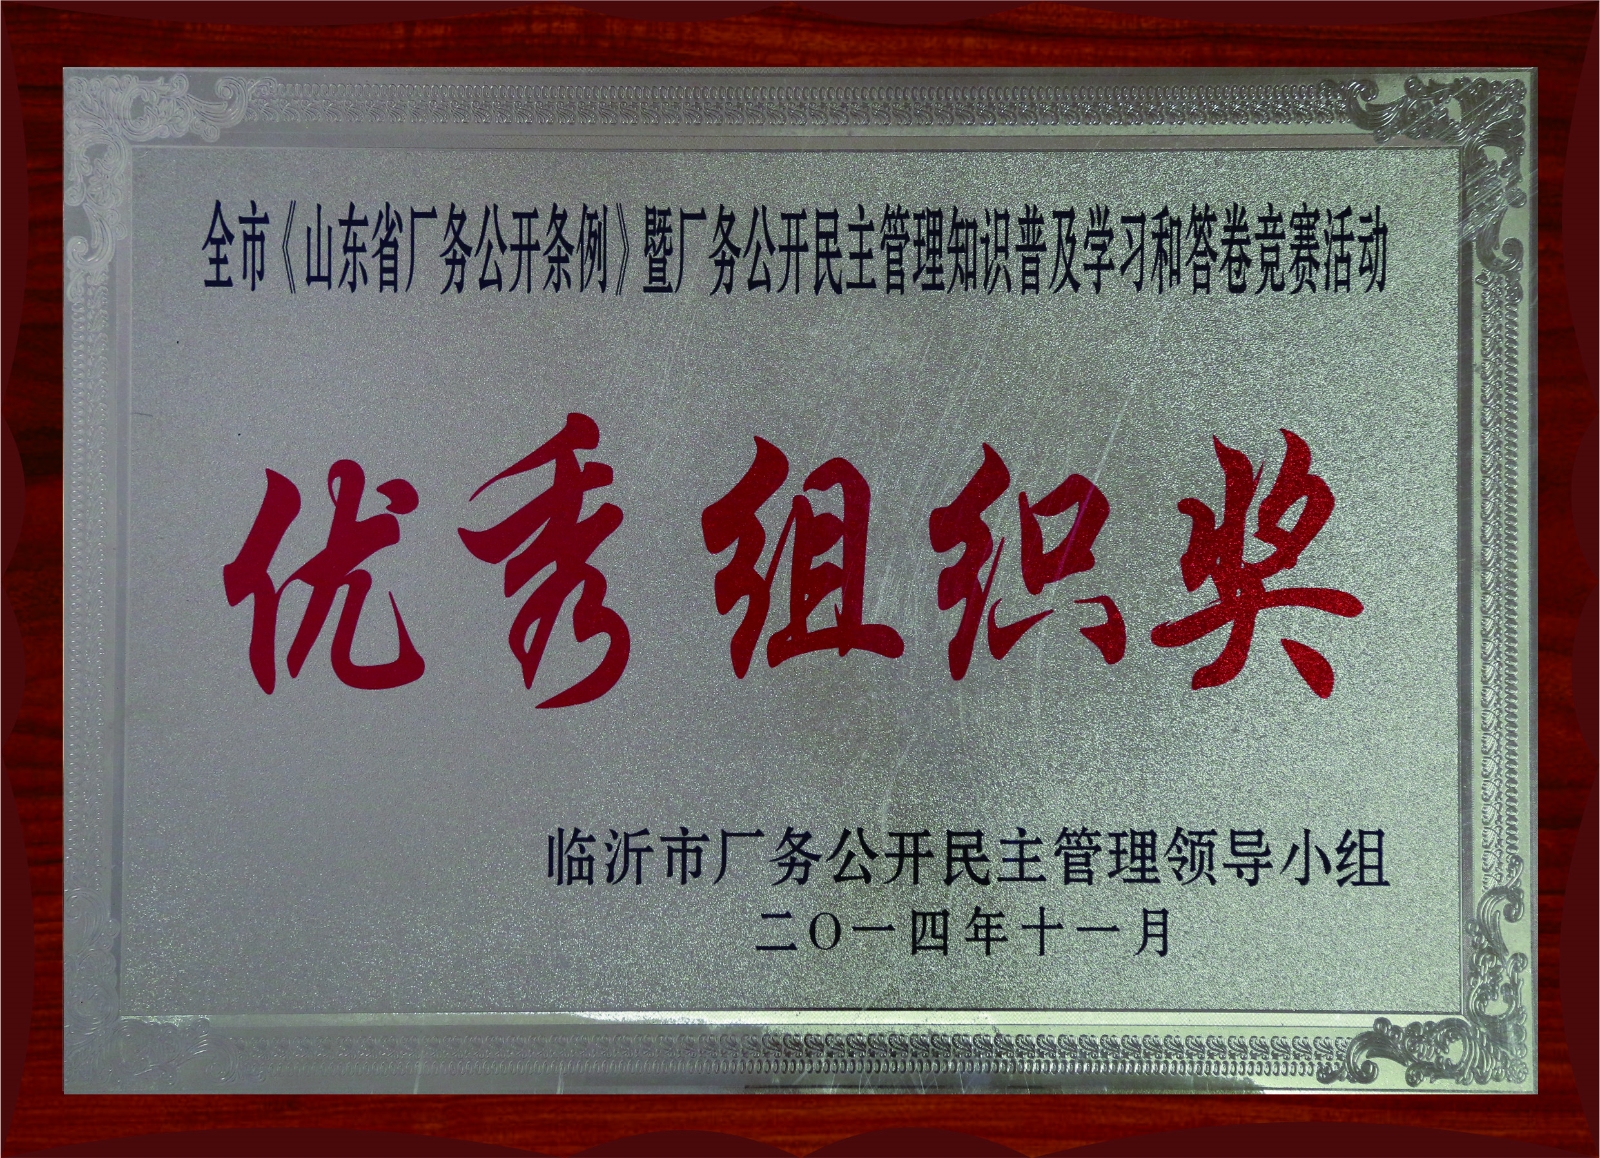 全市《山东省厂务公开条例》暨厂务公开民主管理知识普及学习和答卷竞赛活动
优秀组织奖
临沂市厂务公开民主管理领导小组
二〇一四年十一月